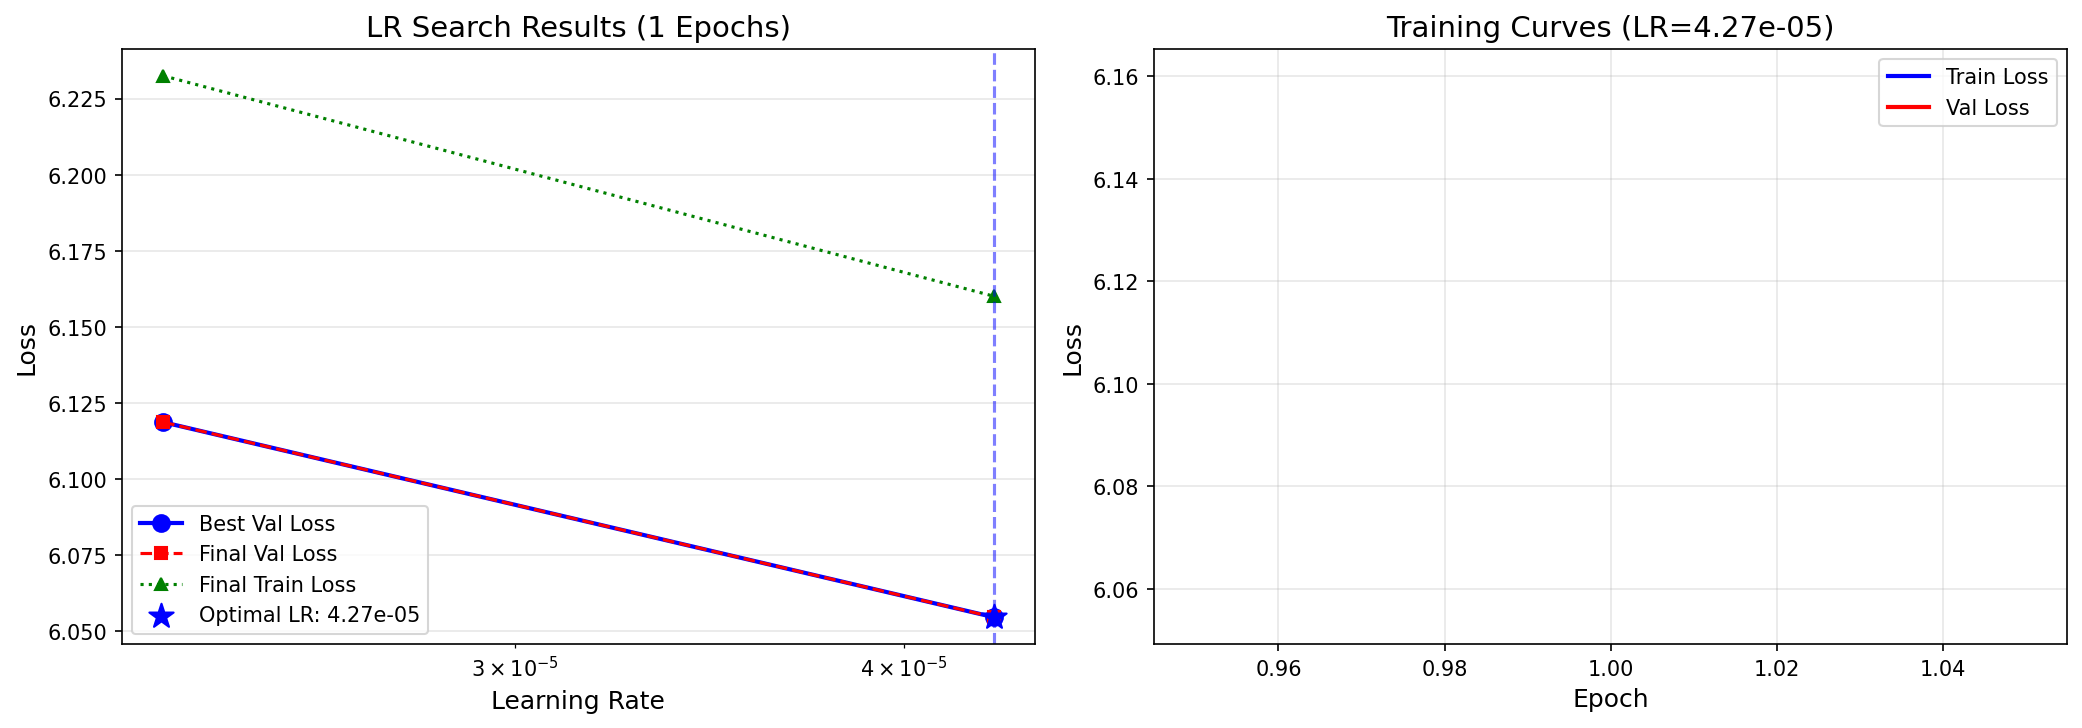 LR Search Results (1 Epochs)
Loss
6.225
6.200
6.175
6.150
6.125
6.100
6.075
6.050
Best Val Loss
Final Val Loss
Final Train Loss
Optimal LR: 4.27e-05
3 × 10⁻⁵
4 × 10⁻⁵
Learning Rate
Training Curves (LR=4.27e-05)
Loss
6.16
6.14
6.12
6.10
6.08
6.06
Train Loss
Val Loss
0.96
0.98
1.00
1.02
1.04
Epoch